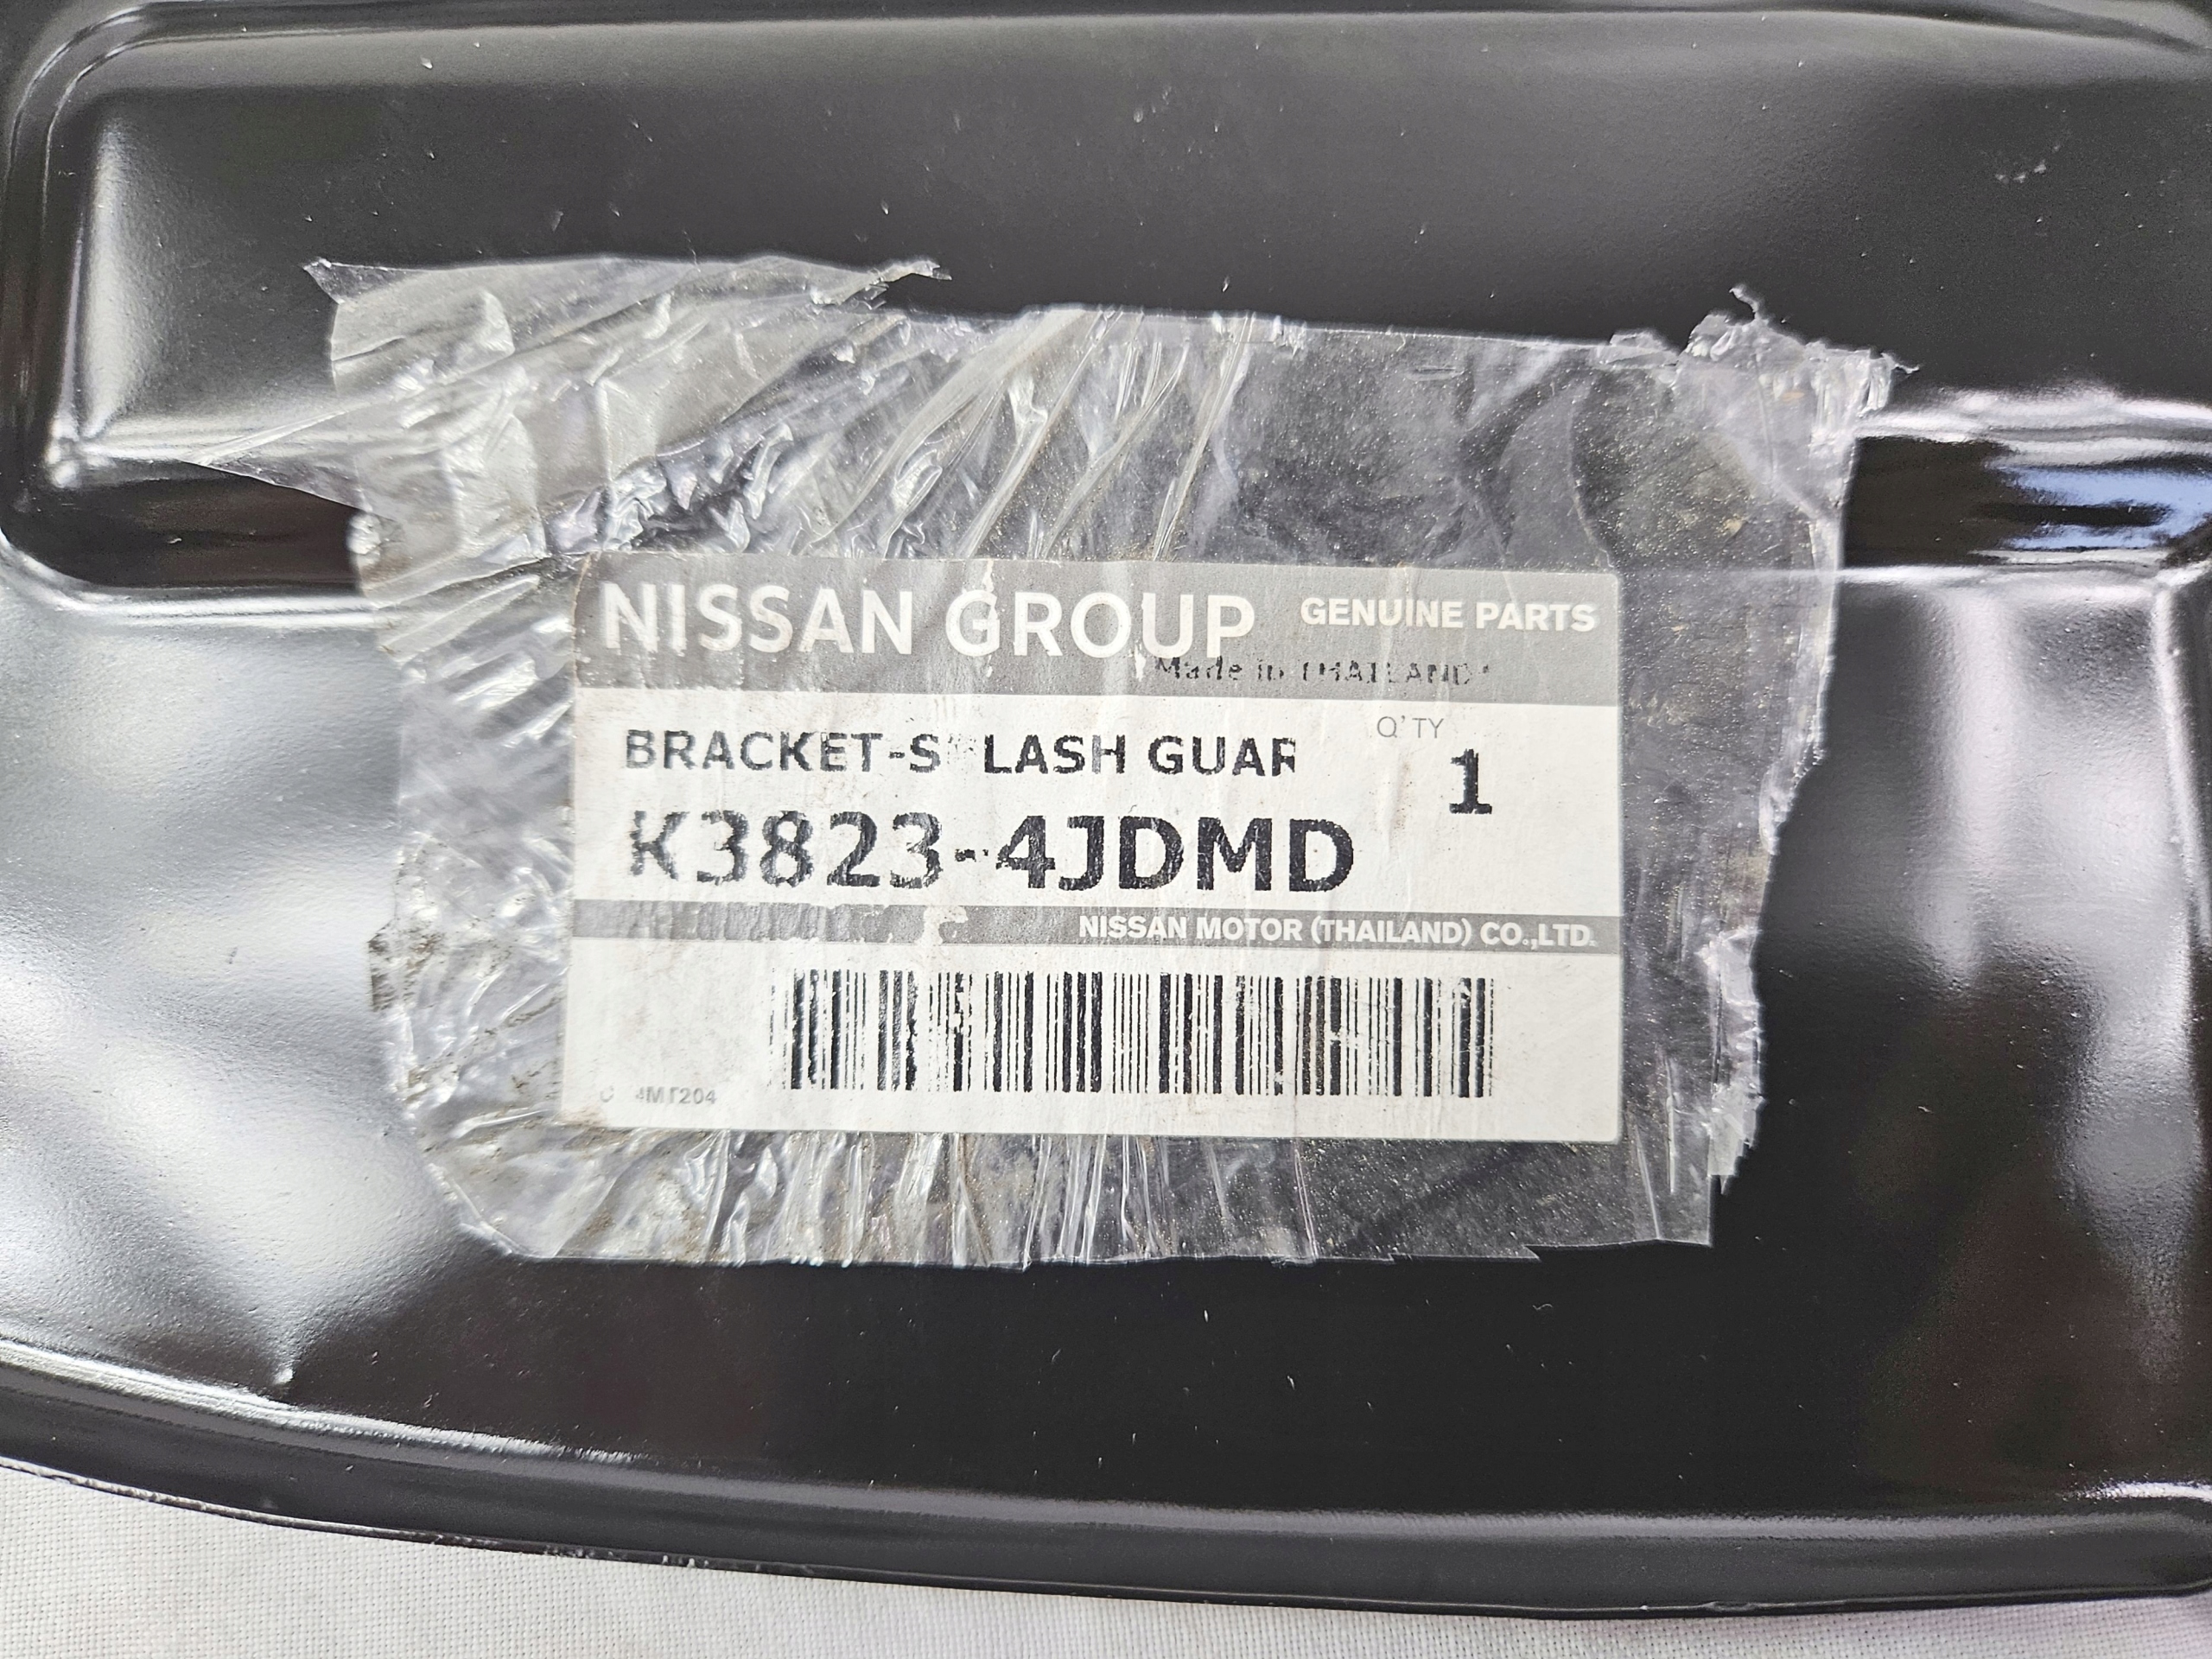 NISSAN GROUP GENUINE PARTS
Made in THAILAND
Q'TY
BRACKET-S LASH GUAR
1
K3823-4JDMD
NISSAN MOTOR (THAILAND) CO.,LTD.
4MT204